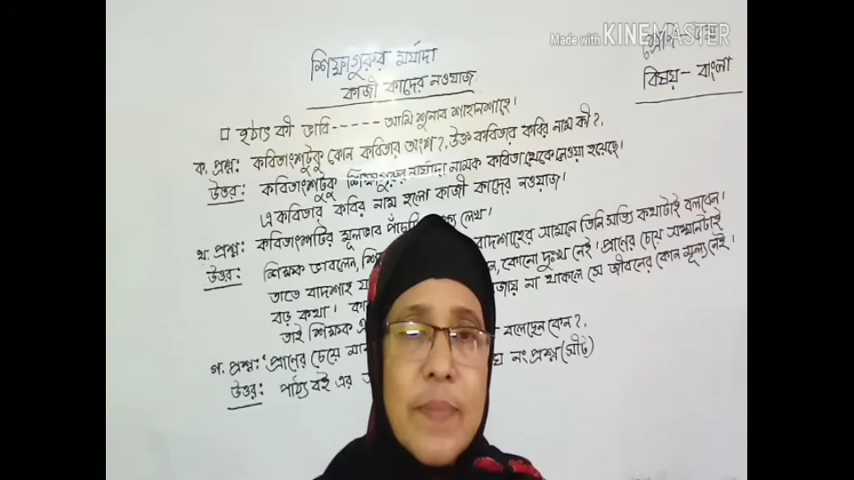 Made with KINEMASTER
শ্রেণি-
বিষয়- বাংলা
শিক্ষাগুরুর মর্যাদা
কাজী কাদের নওয়াজ
□ হঠাৎ কী ভাবি ----- আমি শুনাব শাহানশাহে।
ক. প্রশ্ন: কবিতাংশটুকু কোন কবিতার অংশ?, উক্ত কবিতার কবির নাম কী?,
উত্তর: কবিতাংশটুকু শিক্ষাগুরুর মর্যাদা নামক কবিতা থেকে নেওয়া হয়েছে।
এ কবিতার কবির নাম হলো কাজী কাদের নওয়াজ।
খ. প্রশ্ন: কবিতাংশটির মূলভাব লেখ।
উত্তর: শিক্ষক ভাবলেন, বাদশাহের সামনে তিনি সত্যি কথাটাই বলবেন।
তাতে বাদশাহ কোনো দুঃখ নেই। প্রাণের চেয়ে সম্মানটাই
বড় কথা। না থাকলে সে জীবনের কোন মূল্য নেই।
তাই শিক্ষক
গ. প্রশ্ন: 'প্রাণের চেয়ে বলেছেন কেন?,
উত্তর: পাঠ্য বই এর নং প্রশ্ন (সীট)